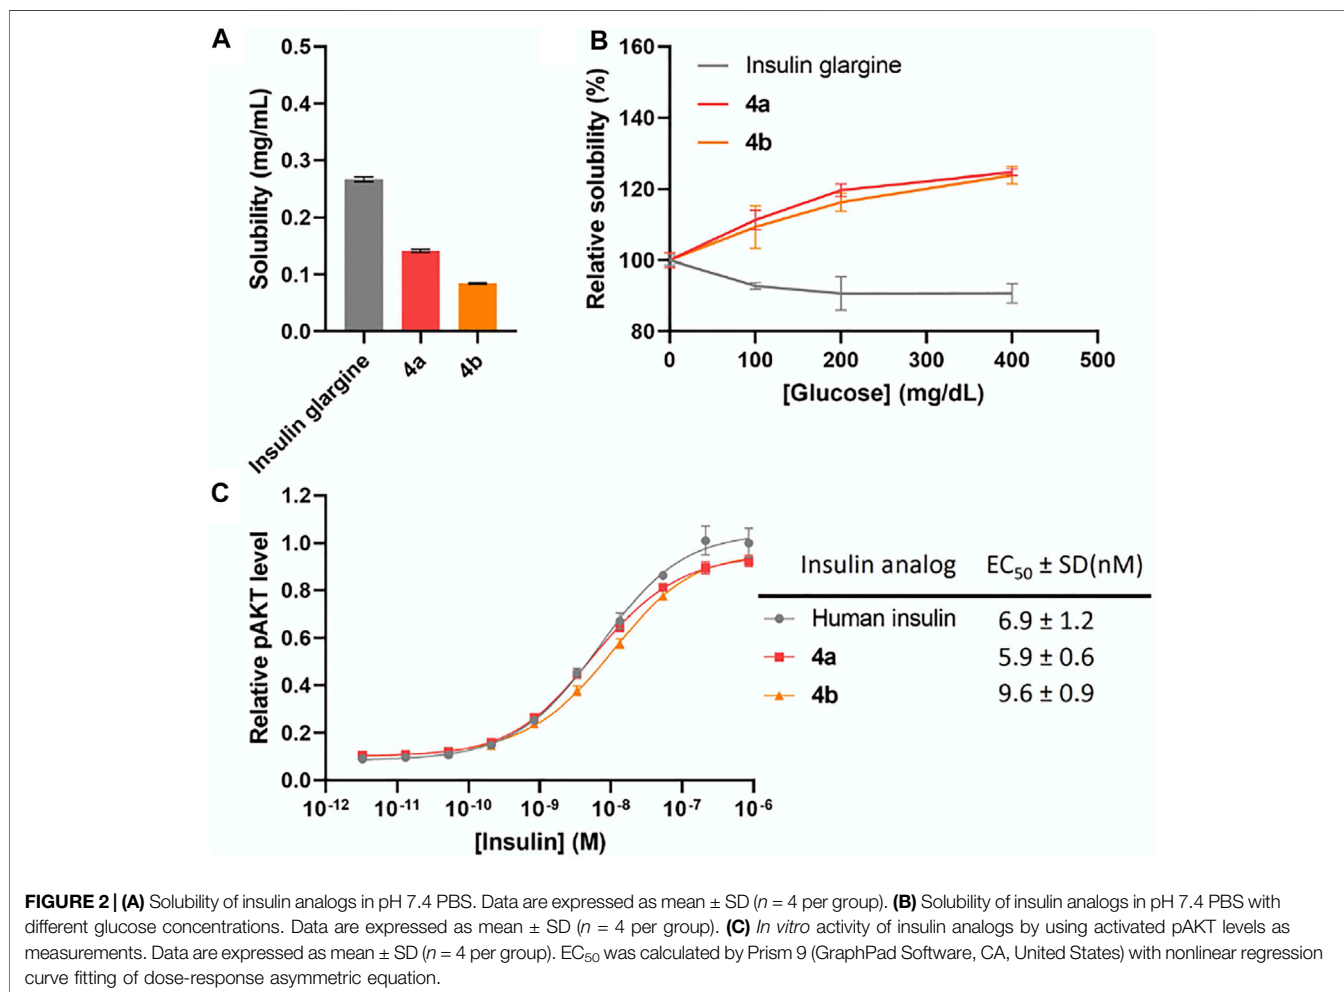 A
Solubility (mg/mL)
0.5
0.4
0.3
0.2
0.1
0.0
Insulin glargine
4a
4b
B
Relative solubility (%)
160
140
120
100
80
Insulin glargine
4a
4b
0 100 200 300 400 500
[Glucose] (mg/dL)
C
Relative pAKT level
1.2
1.0
0.8
0.6
0.4
0.2
0.0
10⁻¹² 10⁻¹¹ 10⁻¹⁰ 10⁻⁹ 10⁻⁸ 10⁻⁷ 10⁻⁶
[Insulin] (M)
Insulin analog EC₅₀ ± SD(nM)
Human insulin 6.9 ± 1.2
4a 5.9 ± 0.6
4b 9.6 ± 0.9
FIGURE 2 | (A) Solubility of insulin analogs in pH 7.4 PBS. Data are expressed as mean ± SD (n = 4 per group). (B) Solubility of insulin analogs in pH 7.4 PBS with
different glucose concentrations. Data are expressed as mean ± SD (n = 4 per group). (C) In vitro activity of insulin analogs by using activated pAKT levels as
measurements. Data are expressed as mean ± SD (n = 4 per group). EC₅₀ was calculated by Prism 9 (GraphPad Software, CA, United States) with nonlinear regression
curve fitting of dose-response asymmetric equation.